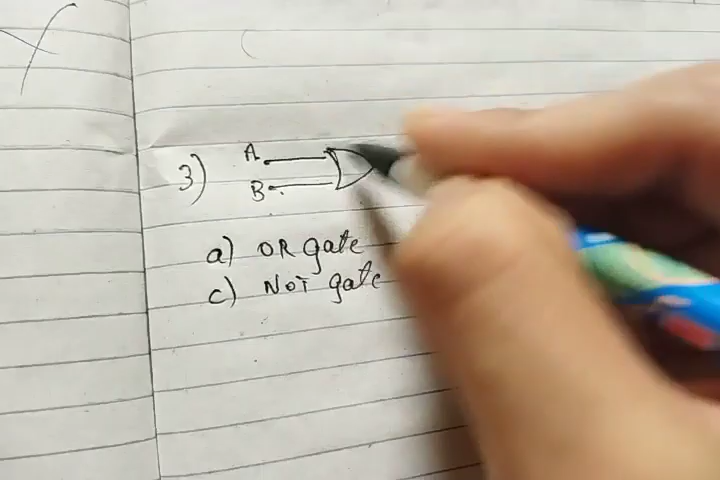 3) A
B
a) OR gate
c) NOT gate